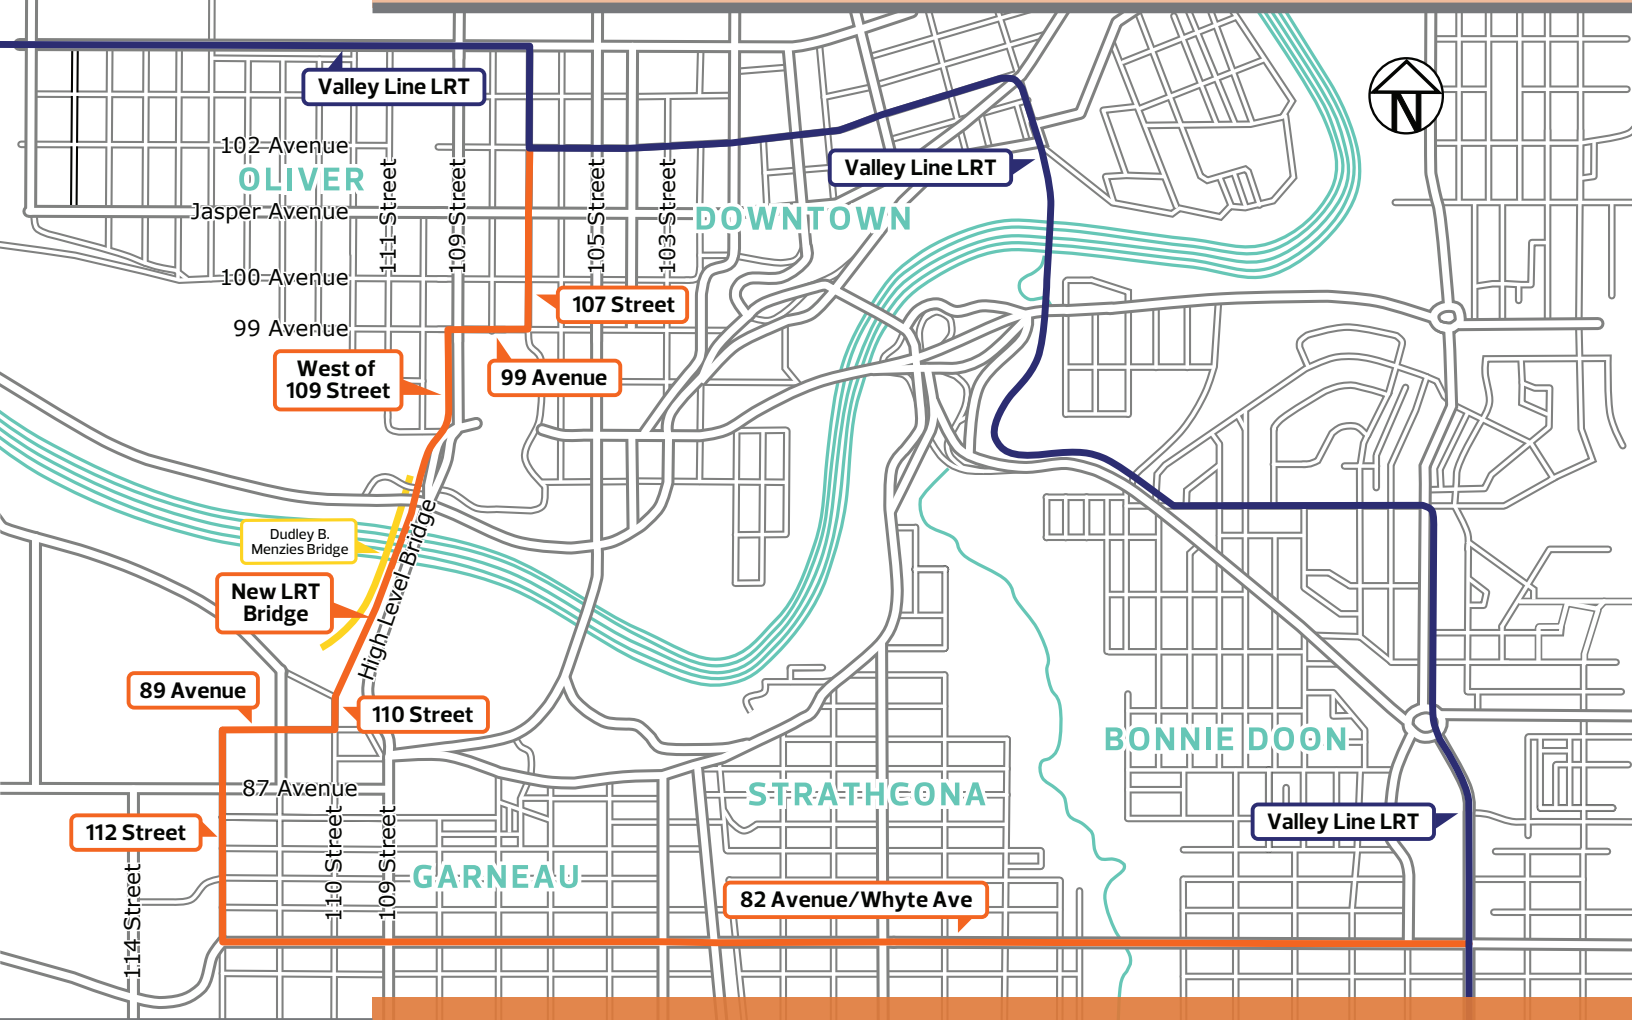 Valley Line LRT
N
102 Avenue
OLIVER
Jasper Avenue
111 Street
109 Street
105 Street
103 Street
DOWNTOWN
Valley Line LRT
100 Avenue
99 Avenue
107 Street
West of
109 Street
99 Avenue
Dudley B.
Menzies Bridge
High Level Bridge
New LRT
Bridge
89 Avenue
110 Street
BONNIE DOON
87 Avenue
STRATHCONA
112 Street
Valley Line LRT
110 Street
109 Street
GARNEAU
114 Street
82 Avenue/Whyte Ave